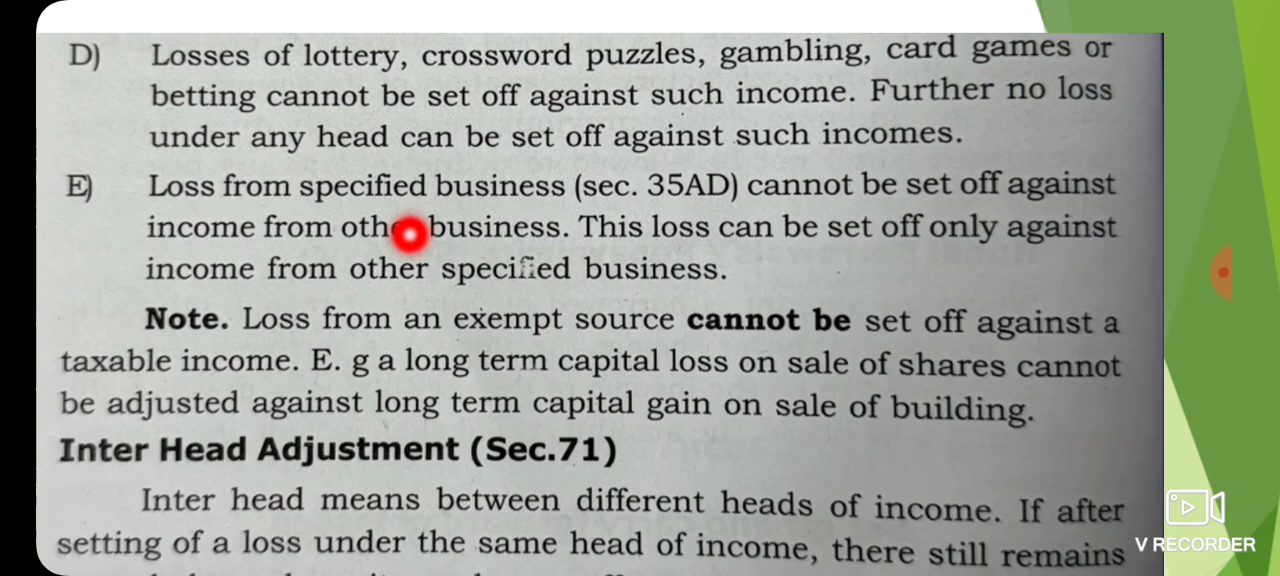 D) Losses of lottery, crossword puzzles, gambling, card games or
betting cannot be set off against such income. Further no loss
under any head can be set off against such incomes.
E) Loss from specified business (sec. 35AD) cannot be set off against
income from business. This loss can be set off only against
income from other specified business.
Note. Loss from an exempt source cannot be set off against a
taxable income. E. g a long term capital loss on sale of shares cannot
be adjusted against long term capital gain on sale of building.
Inter Head Adjustment (Sec.71)
Inter head means between different heads of income. If after
setting of a loss under the same head of income, there still remains
V RECORDER